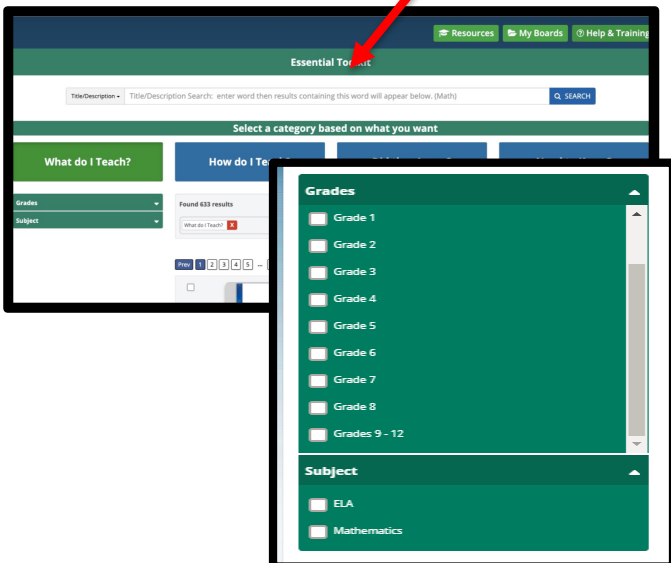 Resources My Boards Help & Training
Essential
Title/Description Title/Description Search: enter word then results containing this word will appear below. (Math) SEARCH
Select a category based on what you want
What do I Teach? How do I
Grades
Subject
Found 633 results
What do I Teach? X
Prev 1 2 3 4 5 ...
Grades
Grade 1
Grade 2
Grade 3
Grade 4
Grade 5
Grade 6
Grade 7
Grade 8
Grades 9 - 12
Subject
ELA
Mathematics